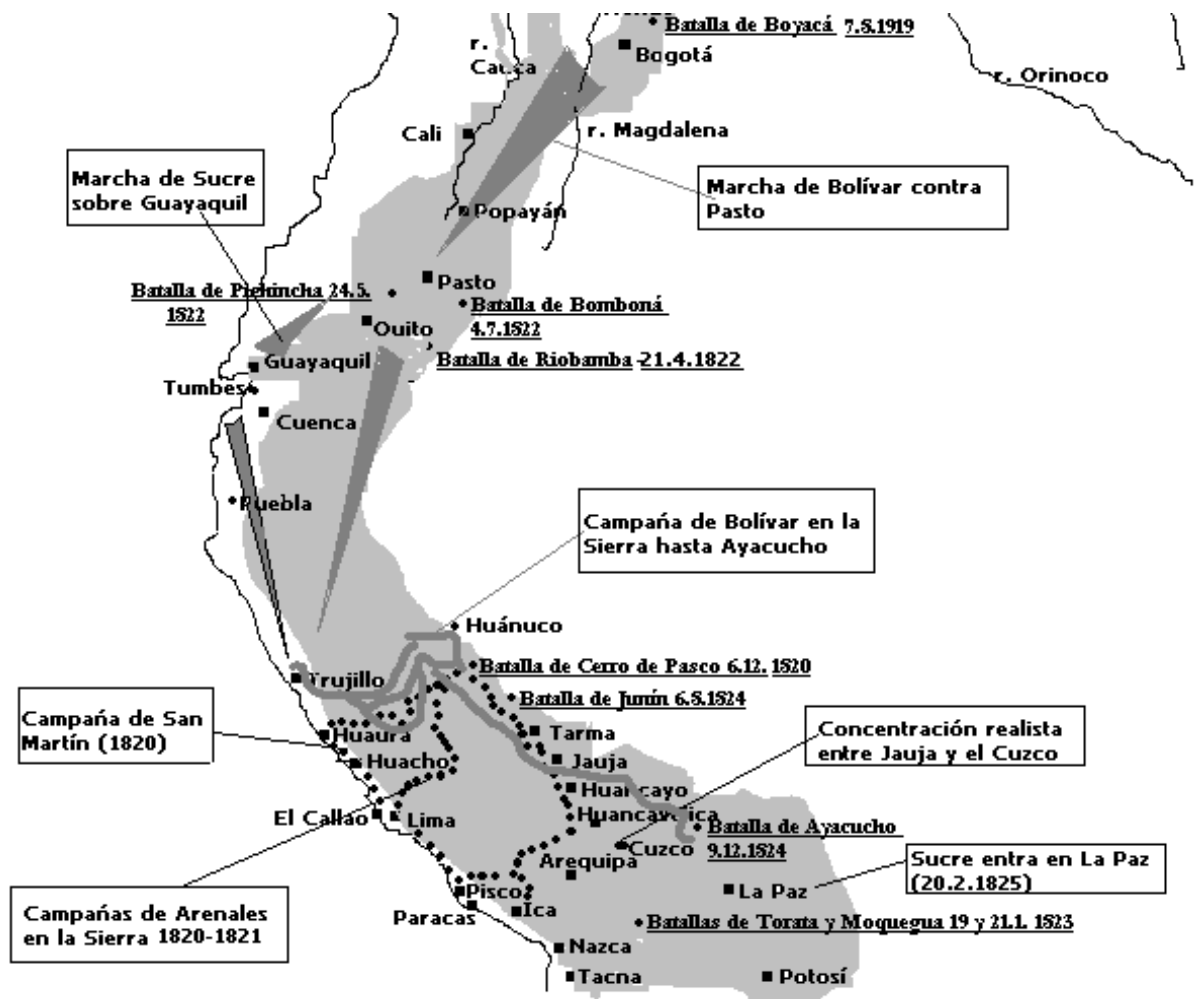 Batalla de Boyacá 7.8.1919
Bogotá
r.
Cauca
r. Orinoco
Cali
r. Magdalena
Marcha de Sucre
sobre Guayaquil
Marcha de Bolívar contra
Pasto
Popayán
Pasto
Batalla de Pichincha 24.5.
1822
Batalla de Bomboná
4.7.1822
Quito
Batalla de Riobamba -21.4.1822
Guayaquil
Tumbes
Cuenca
Puebla
Campaña de Bolívar en la
Sierra hasta Ayacucho
Huánuco
Batalla de Cerro de Pasco 6.12. 1820
Trujillo
Batalla de Junín 6.8.1824
Campaña de San
Martín (1820)
Concentración realista
entre Jauja y el Cuzco
Huaura
Tarma
Huacho
Jauja
Huancayo
El Callao
Lima
Huancavelica
Batalla de Ayacucho
9.12.1824
Cuzco
Arequipa
Sucre entra en La Paz
(20.2.1825)
Campañas de Arenales
en la Sierra 1820-1821
Pisco
La Paz
Paracas
Ica
Batallas de Torata y Moquegua 19 y 21.1. 1823
Nazca
Tacna
Potosí